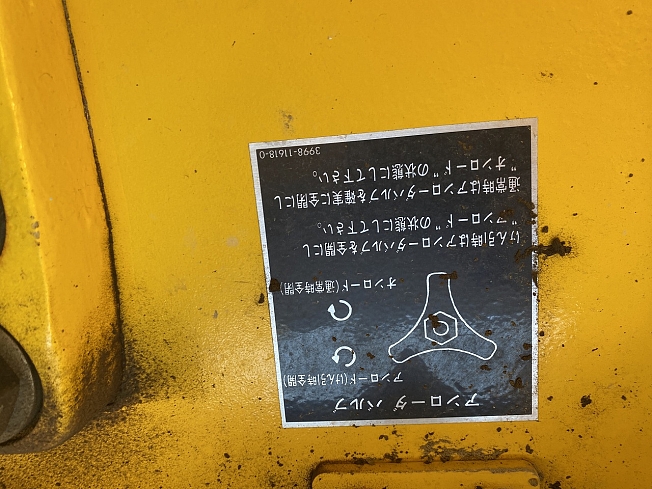 アンローダ バルブ
アンロード(けん引時全開)
オンロード(通常時全閉)
けん引時はアンローダバルブを全開にし
"アンロード"の状態にして下さい。
通常時はアンローダバルブを確実に全閉にし
"オンロード"の状態にして下さい。
3998-11618-0